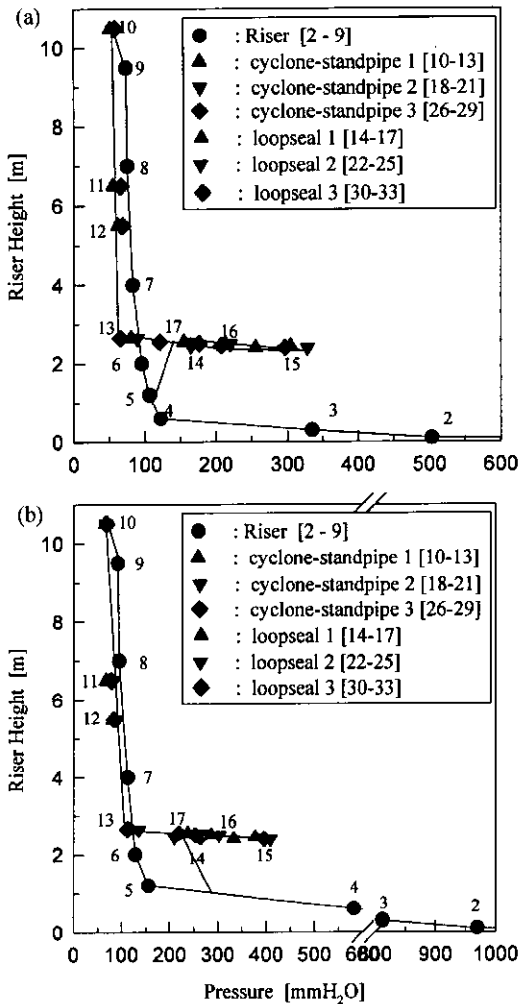 (a)
10
8
6
4
2
0
Riser Height [m]
: Riser [2 - 9]
: cyclone-standpipe 1 [10-13]
: cyclone-standpipe 2 [18-21]
: cyclone-standpipe 3 [26-29]
: loopseal 1 [14-17]
: loopseal 2 [22-25]
: loopseal 3 [30-33]
10
9
8
11
12
7
13
17
16
6
14
15
5
4
3
2
0 100 200 300 400 500 600
(b)
10
8
6
4
2
0
Riser Height [m]
: Riser [2 - 9]
: cyclone-standpipe 1 [10-13]
: cyclone-standpipe 2 [18-21]
: cyclone-standpipe 3 [26-29]
: loopseal 1 [14-17]
: loopseal 2 [22-25]
: loopseal 3 [30-33]
10
9
8
11
12
7
13
17
16
6
14
15
5
4
3
2
0 100 200 300 400 500 600 800 900 1000
Pressure [mmH₂O]